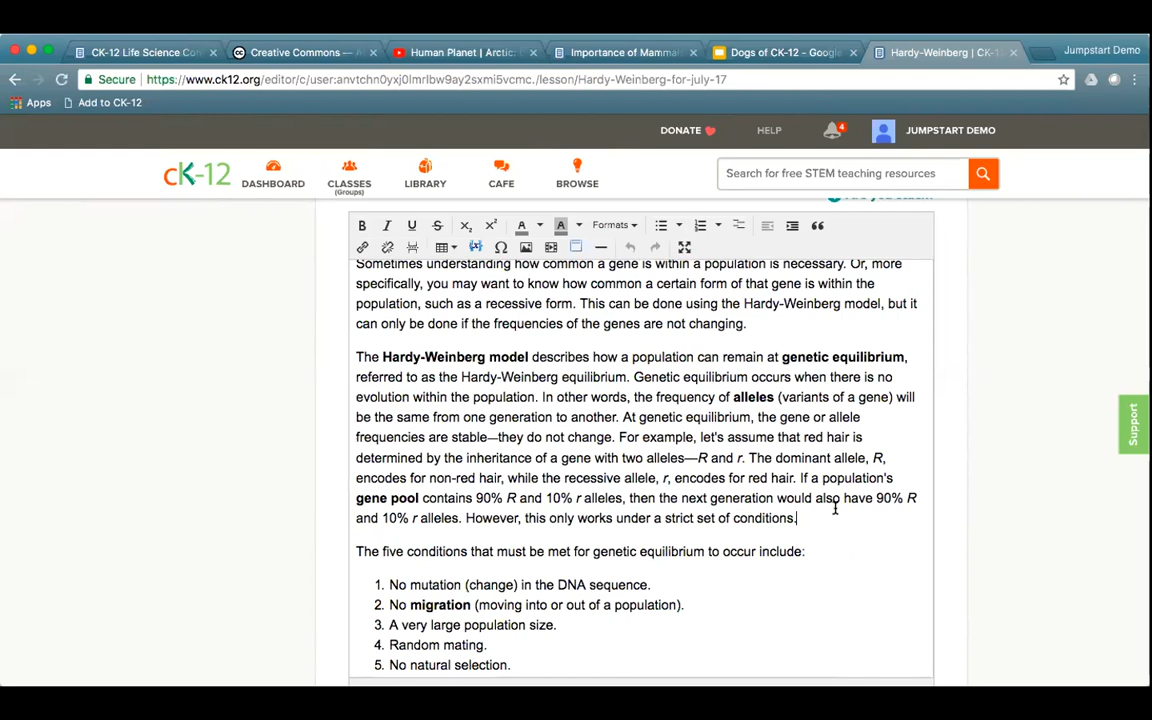 CK-12 Life Science Con
Creative Commons —
Human Planet | Arctic:
Importance of Mamma
Dogs of CK-12 - Google
Hardy-Weinberg | CK-1
Jumpstart Demo
Secure
https://www.ck12.org/editor/c/user:anvtchn0yxj0lmrlbw9ay2sxmi5vcmc./lesson/Hardy-Weinberg-for-july-17
Apps
Add to CK-12
DONATE
HELP
4
JUMPSTART DEMO
cK-12
DASHBOARD
CLASSES
(Groups)
LIBRARY
CAFE
BROWSE
Search for free STEM teaching resources
B I U S X₂ X² A A Formats
Sometimes understanding how common a gene is within a population is necessary. Or, more
specifically, you may want to know how common a certain form of that gene is within the
population, such as a recessive form. This can be done using the Hardy-Weinberg model, but it
can only be done if the frequencies of the genes are not changing.
The Hardy-Weinberg model describes how a population can remain at genetic equilibrium,
referred to as the Hardy-Weinberg equilibrium. Genetic equilibrium occurs when there is no
evolution within the population. In other words, the frequency of alleles (variants of a gene) will
be the same from one generation to another. At genetic equilibrium, the gene or allele
frequencies are stable—they do not change. For example, let's assume that red hair is
determined by the inheritance of a gene with two alleles—R and r. The dominant allele, R,
encodes for non-red hair, while the recessive allele, r, encodes for red hair. If a population's
gene pool contains 90% R and 10% r alleles, then the next generation would also have 90% R
and 10% r alleles. However, this only works under a strict set of conditions.
The five conditions that must be met for genetic equilibrium to occur include:
1. No mutation (change) in the DNA sequence.
2. No migration (moving into or out of a population).
3. A very large population size.
4. Random mating.
5. No natural selection.
Support